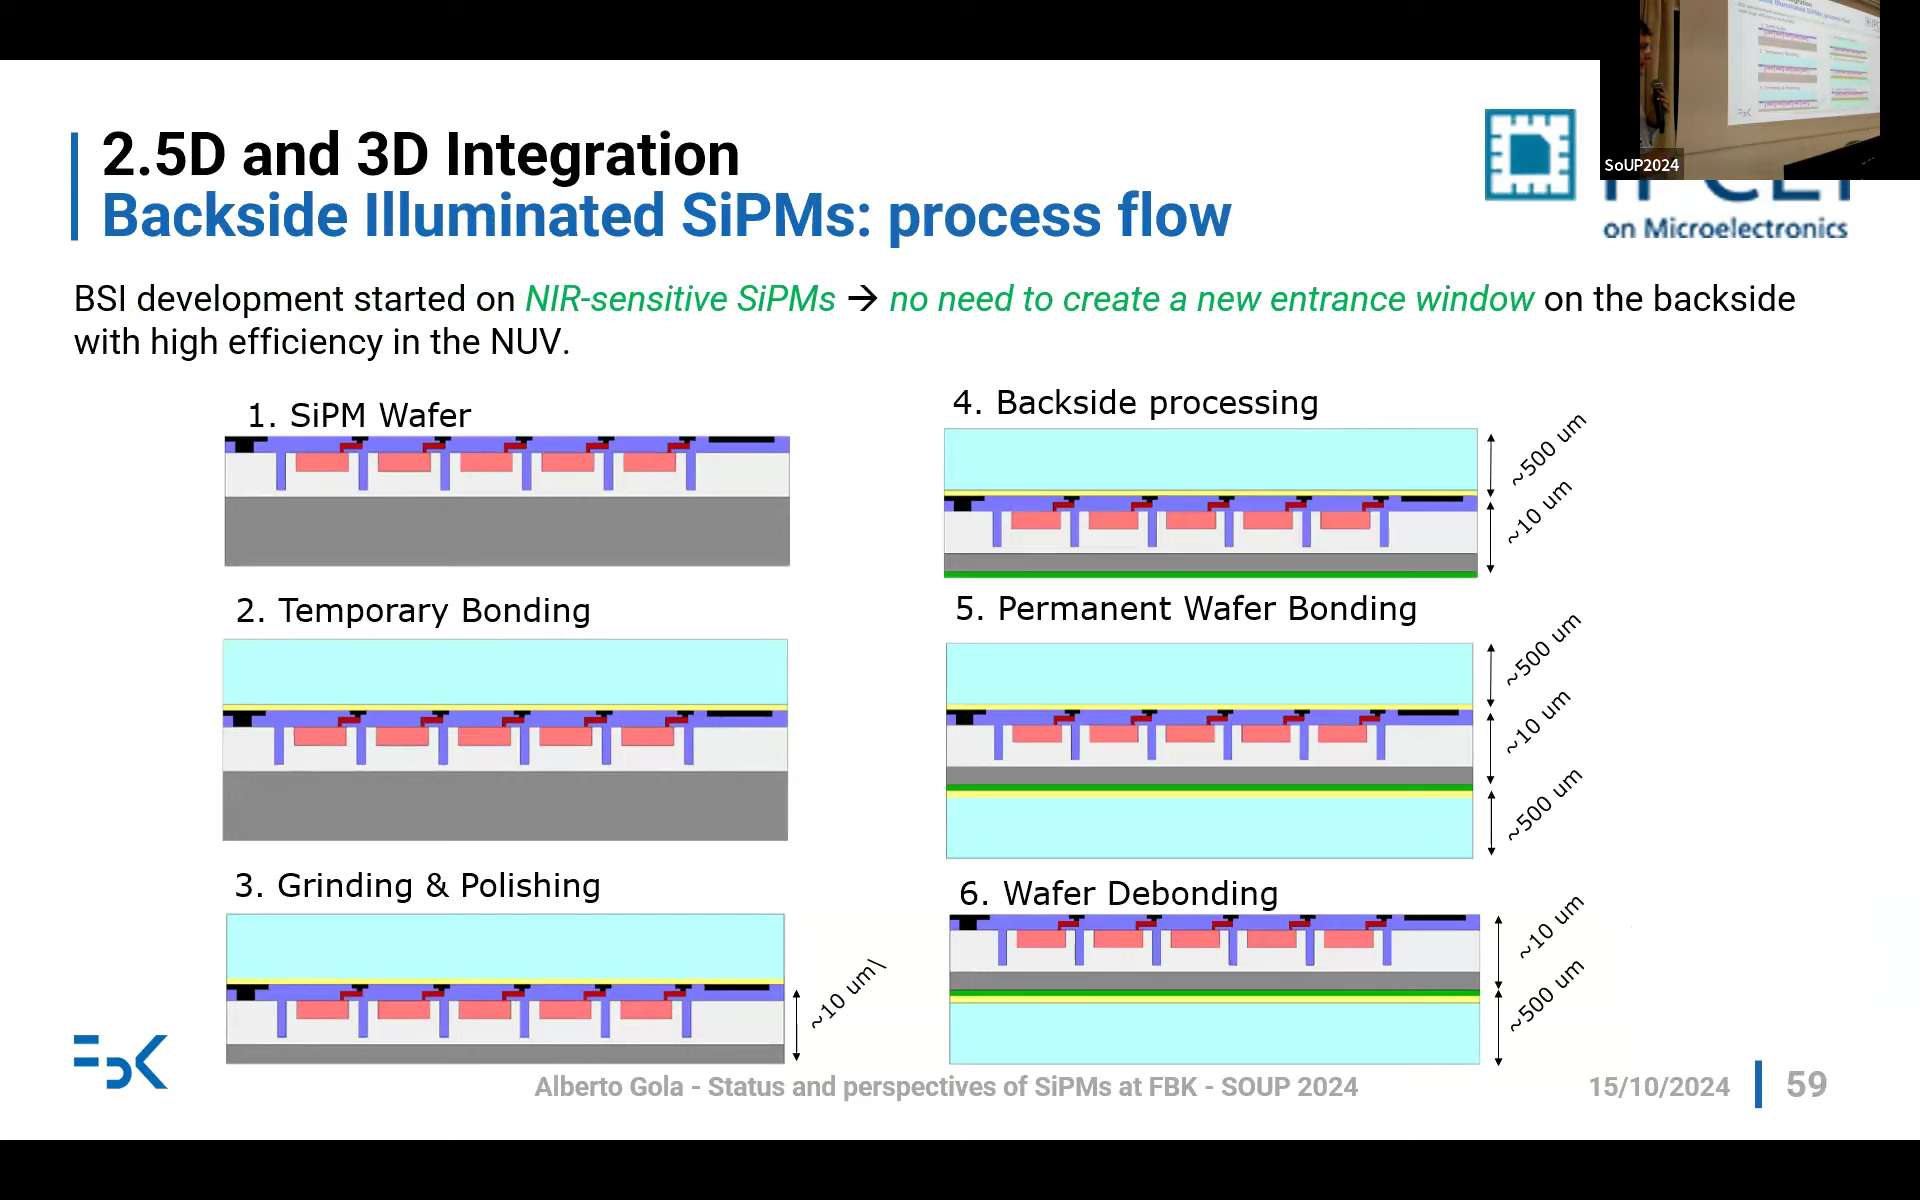 2.5D and 3D Integration
Backside Illuminated SiPMs: process flow
SoUP2024
on Microelectronics
BSI development started on NIR-sensitive SiPMs → no need to create a new entrance window on the backside
with high efficiency in the NUV.
1. SiPM Wafer
2. Temporary Bonding
3. Grinding & Polishing
~10 um\
4. Backside processing
~500 um
~10 um
5. Permanent Wafer Bonding
~500 um
~10 um
~500 um
6. Wafer Debonding
~10 um
~500 um
FBK
Alberto Gola - Status and perspectives of SiPMs at FBK - SOUP 2024
15/10/2024
59